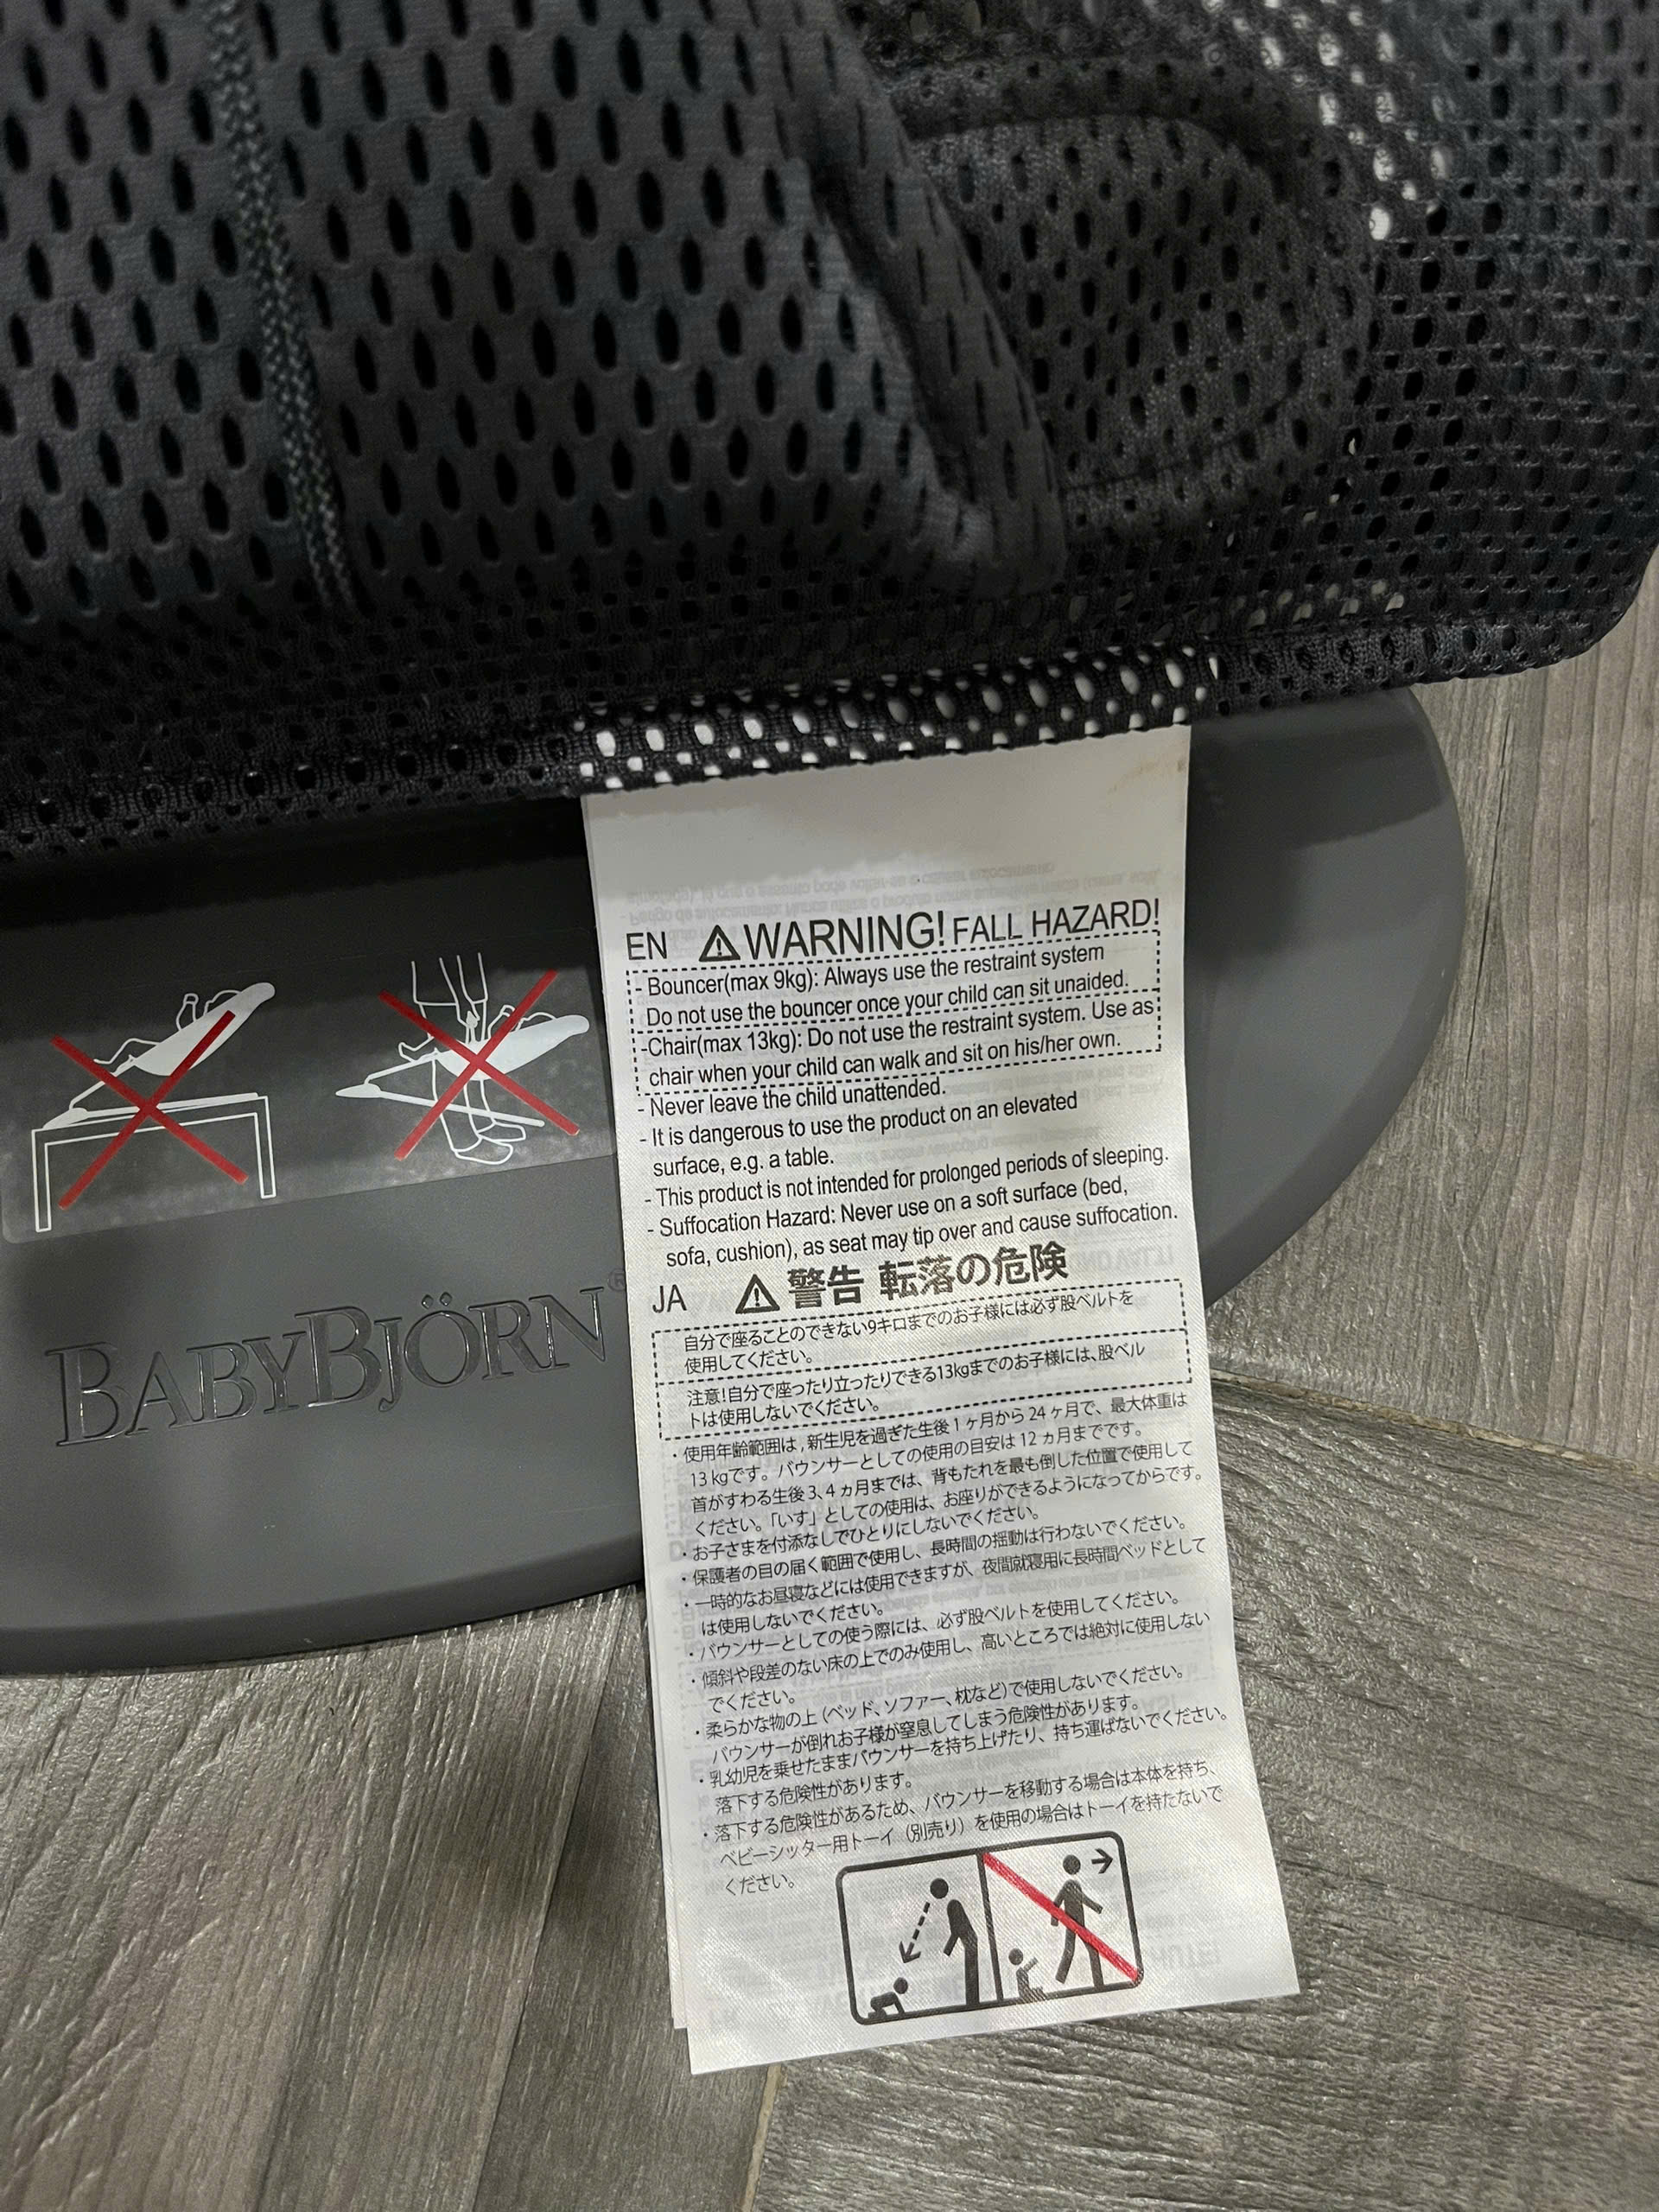 EN ⚠ WARNING! FALL HAZARD!
- Bouncer(max 9kg): Always use the restraint system
Do not use the bouncer once your child can sit unaided.
-Chair(max 13kg): Do not use the restraint system. Use as
chair when your child can walk and sit on his/her own.
- Never leave the child unattended.
- It is dangerous to use the product on an elevated
surface, e.g. a table.
- This product is not intended for prolonged periods of sleeping.
- Suffocation Hazard: Never use on a soft surface (bed,
sofa, cushion), as seat may tip over and cause suffocation.
JA ⚠ 警告 転落の危険
自分で座ることのできない9キロまでのお子様には必ず股ベルトを
使用してください。
注意！自分で座ったり立ったりできる13kgまでのお子様には、股ベル
トは使用しないでください。
・使用年齢範囲は，新生児を過ぎた生後1ヶ月から24ヶ月で、最大体重は
13kgです。バウンサーとしての使用の目安は12ヵ月までです。
首がすわる生後3、4ヵ月までは、背もたれを最も倒した位置で使用して
ください。「いす」としての使用は、お座りができるようになってからです。
・お子さまを付添なしでひとりにしないでください。
・保護者の目の届く範囲で使用し、長時間の揺動は行わないでください。
・一時的なお昼寝などには使用できますが、夜間就寝用に長時間ベッドとして
は使用しないでください。
・バウンサーとしての使う際には、必ず股ベルトを使用してください。
・傾斜や段差のない床の上でのみ使用し、高いところでは絶対に使用しない
でください。
・柔らかな物の上（ベッド、ソファー、枕など）で使用しないでください。
バウンサーが倒れお子様が窒息してしまう危険性があります。
・乳幼児を乗せたままバウンサーを持ち上げたり、持ち運ばないでください。
落下する危険性があります。
・落下する危険性があるため、バウンサーを移動する場合は本体を持ち、
ベビーシッター用トーイ（別売り）を使用の場合はトーイを持たないで
ください。
BABYBJÖRN®